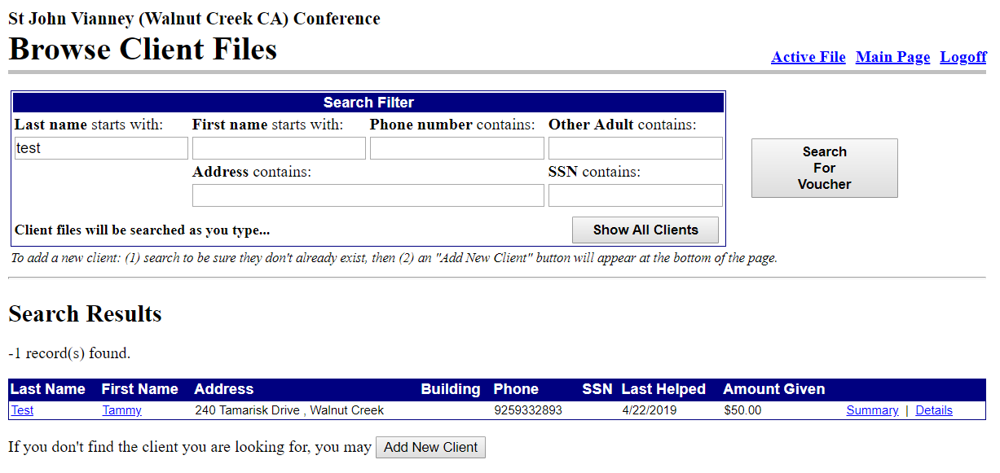 St John Vianney (Walnut Creek CA) Conference
Browse Client Files
Active File Main Page Logoff
Search Filter
Last name starts with: First name starts with: Phone number contains: Other Adult contains:
test
Address contains: SSN contains:
Search
For
Voucher
Client files will be searched as you type... Show All Clients
To add a new client: (1) search to be sure they don't already exist, then (2) an "Add New Client" button will appear at the bottom of the page.
Search Results
-1 record(s) found.
Last Name First Name Address Building Phone SSN Last Helped Amount Given
Test Tammy 240 Tamarisk Drive , Walnut Creek 9259332893 4/22/2019 $50.00 Summary | Details
If you don't find the client you are looking for, you may Add New Client